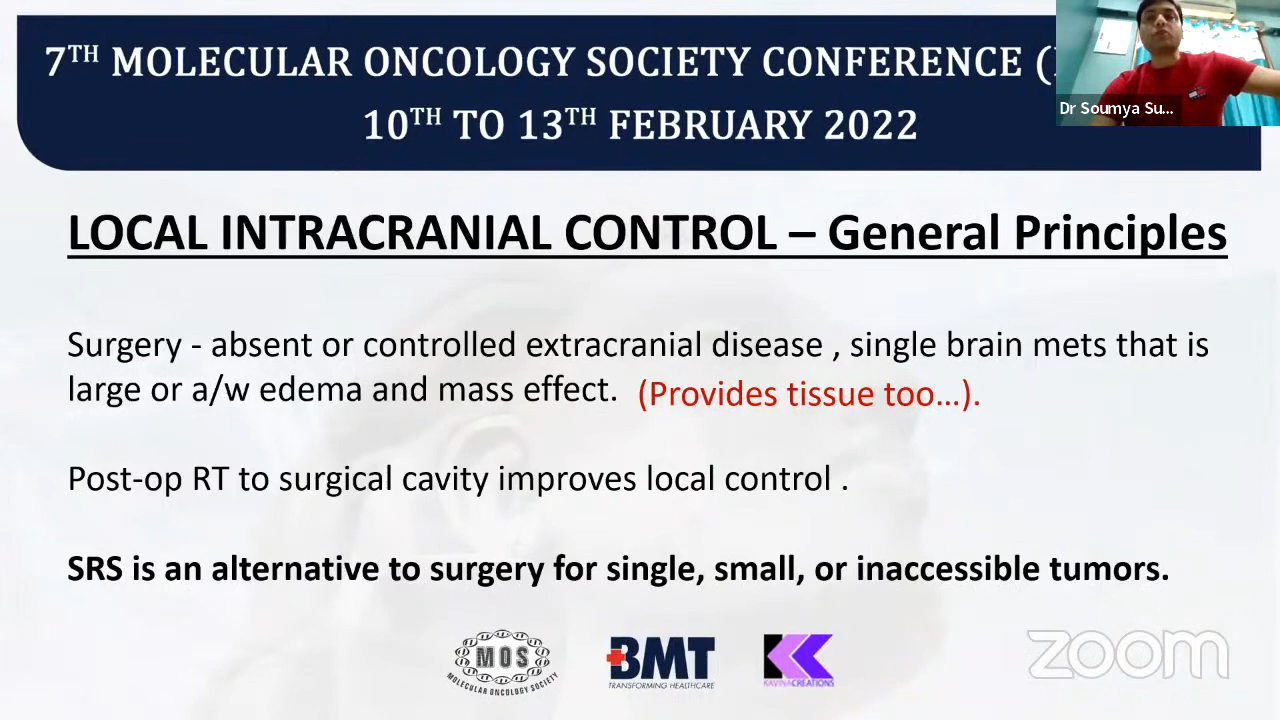 7TH MOLECULAR ONCOLOGY SOCIETY CONFERENCE (
10TH TO 13TH FEBRUARY 2022
Dr Soumya Su...
LOCAL INTRACRANIAL CONTROL – General Principles
Surgery - absent or controlled extracranial disease , single brain mets that is
large or a/w edema and mass effect. (Provides tissue too...).
Post-op RT to surgical cavity improves local control .
SRS is an alternative to surgery for single, small, or inaccessible tumors.
MOS
MOLECULAR ONCOLOGY SOCIETY
BMT
TRANSFORMING HEALTHCARE
KAVINACREATIONS
zoom